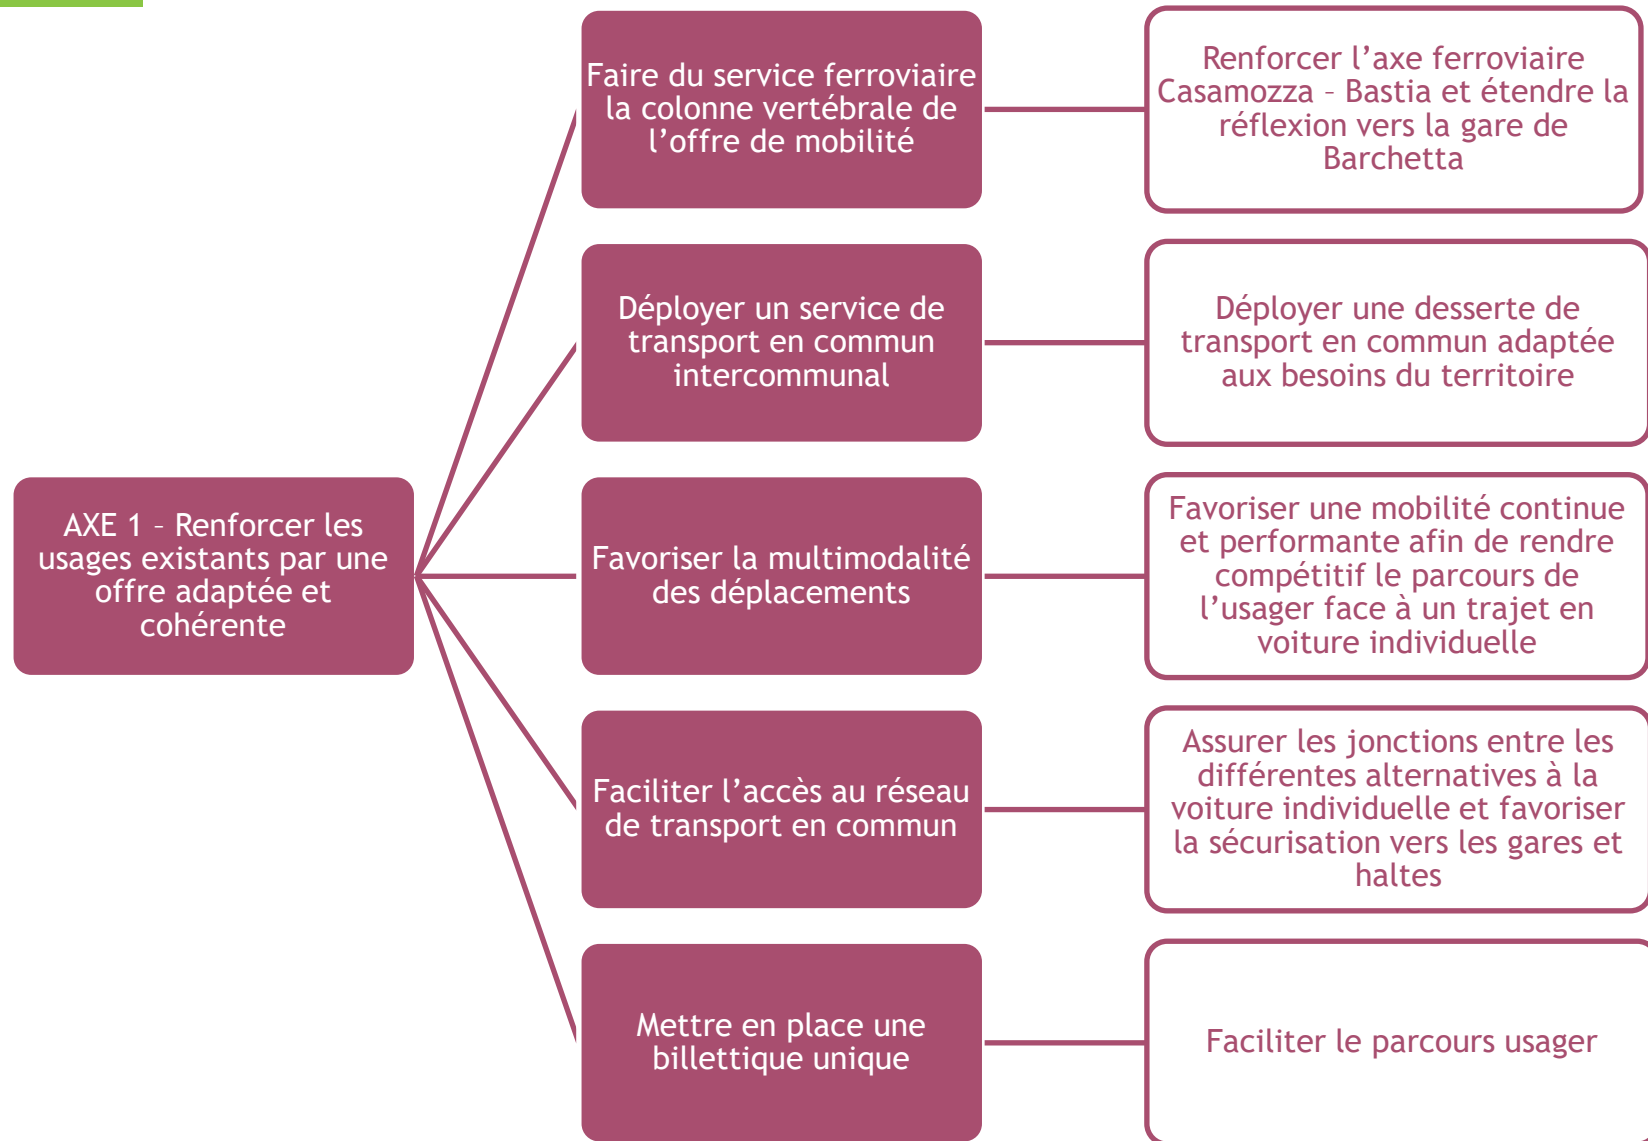 Faire du service ferroviaire
la colonne vertébrale de
l’offre de mobilité
Renforcer l’axe ferroviaire
Casamozza – Bastia et étendre la
réflexion vers la gare de
Barchetta
Déployer un service de
transport en commun
intercommunal
Déployer une desserte de
transport en commun adaptée
aux besoins du territoire
AXE 1 – Renforcer les
usages existants par une
offre adaptée et
cohérente
Favoriser la multimodalité
des déplacements
Favoriser une mobilité continue
et performante afin de rendre
compétitif le parcours de
l’usager face à un trajet en
voiture individuelle
Faciliter l’accès au réseau
de transport en commun
Assurer les jonctions entre les
différentes alternatives à la
voiture individuelle et favoriser
la sécurisation vers les gares et
haltes
Mettre en place une
billettique unique
Faciliter le parcours usager